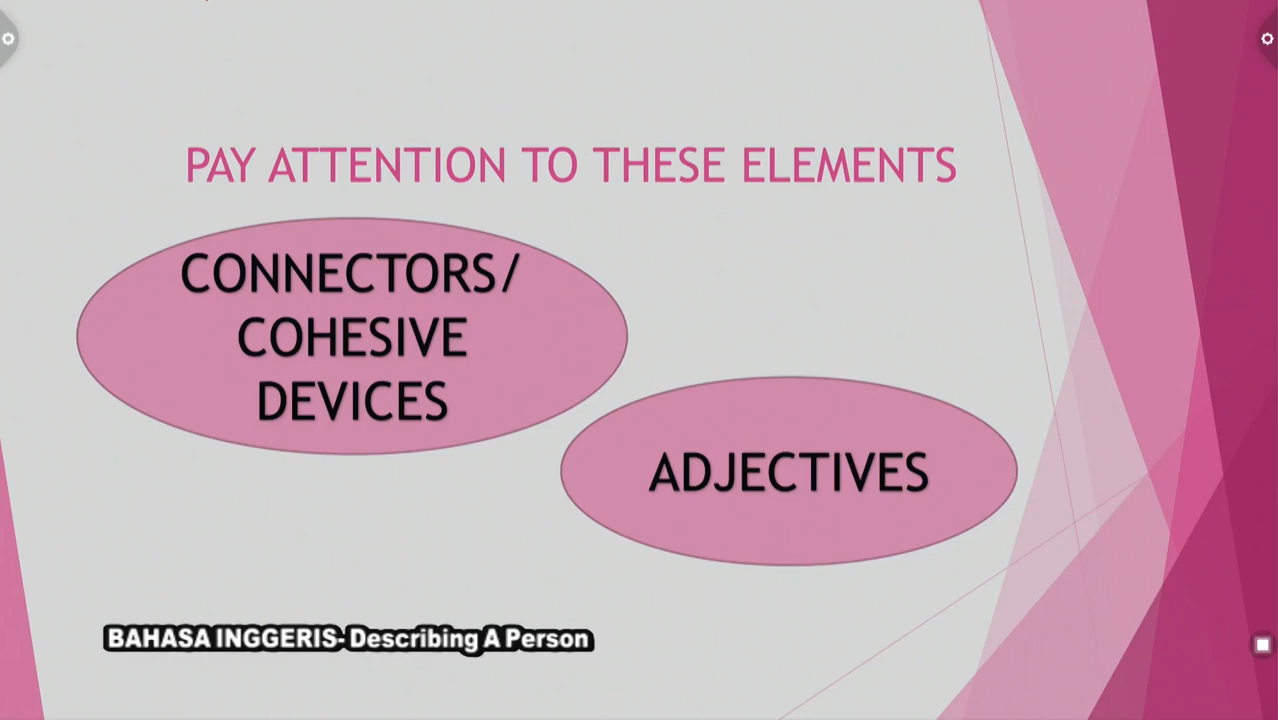 PAY ATTENTION TO THESE ELEMENTS
CONNECTORS/
COHESIVE
DEVICES
ADJECTIVES
BAHASA INGGERIS- Describing A Person